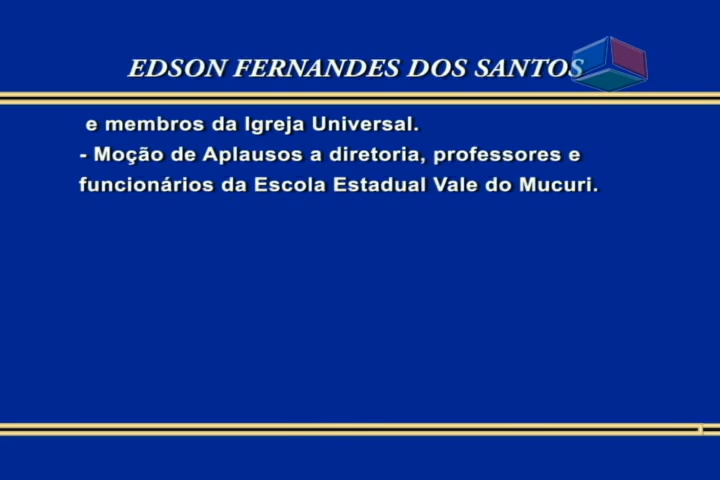 EDSON FERNANDES DOS SANTOS
e membros da Igreja Universal.
- Moção de Aplausos a diretoria, professores e
funcionários da Escola Estadual Vale do Mucuri.